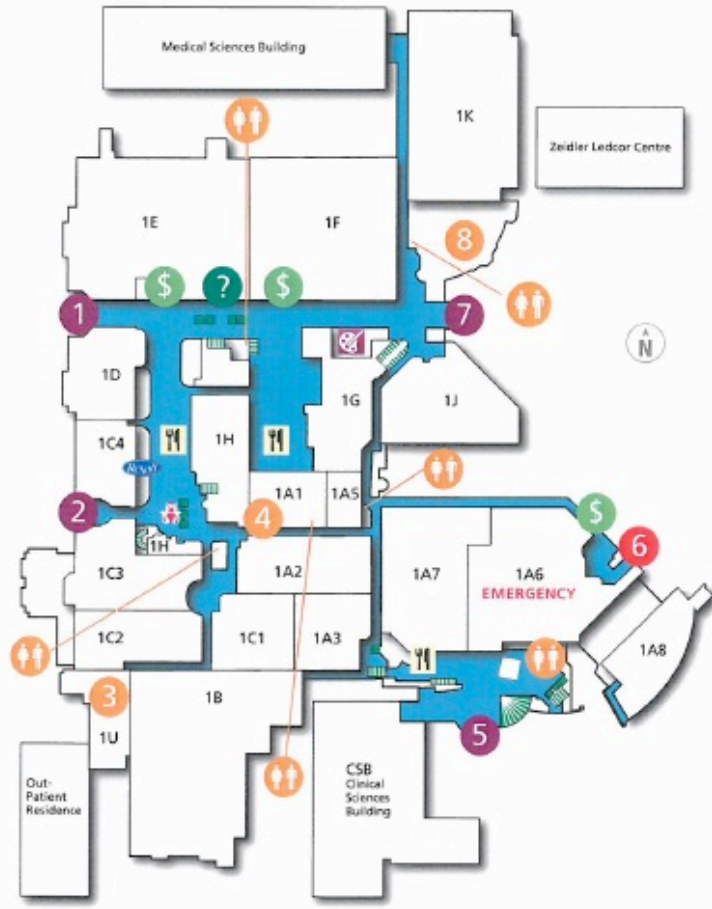 Medical Sciences Building
1K
Zeidler Ledcor Centre
1E
1F
8
$
?
$
1
7
N
1D
1G
1J
1C4
1H
Rexall
1A1
1A5
2
4
$
6
1H
1C3
1A2
1A7
1A6
EMERGENCY
1C2
1C1
1A3
1A8
3
1B
5
1U
Out-
Patient
Residence
CSB
Clinical
Sciences
Building